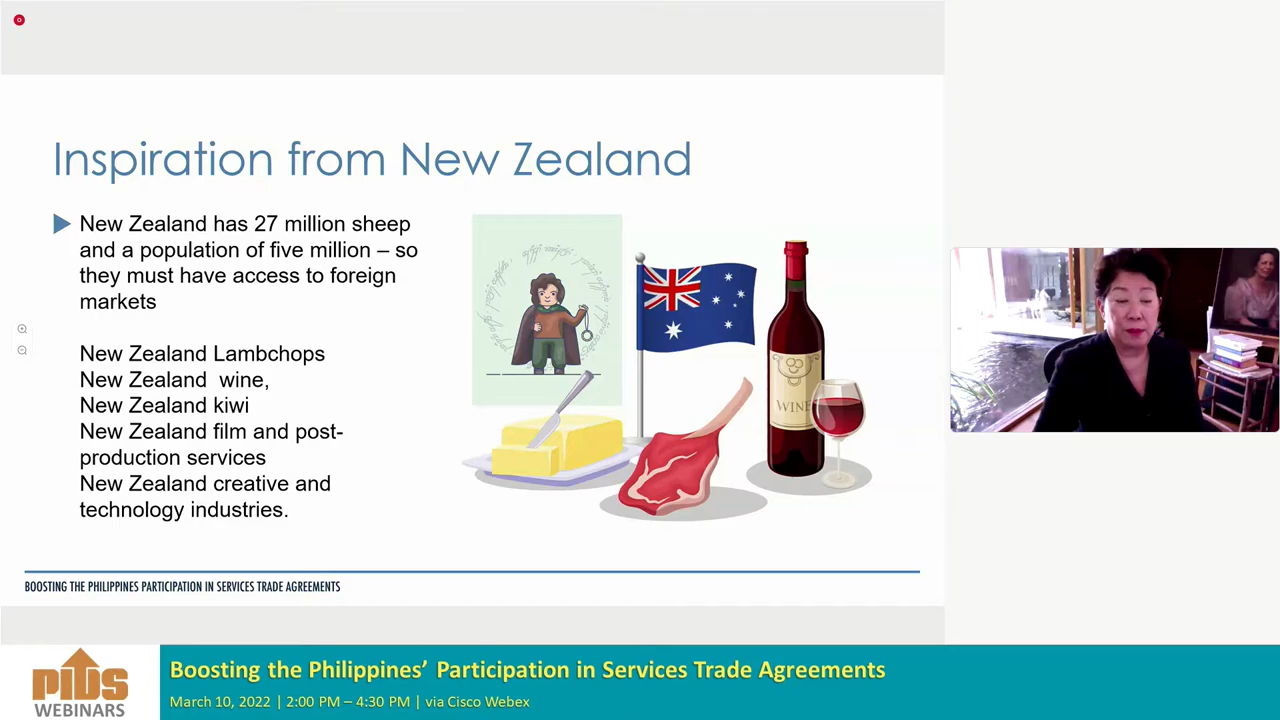 Inspiration from New Zealand
New Zealand has 27 million sheep
and a population of five million – so
they must have access to foreign
markets
New Zealand Lambchops
New Zealand  wine,
New Zealand kiwi
New Zealand film and post-
production services
New Zealand creative and
technology industries.
WINE
BOOSTING THE PHILIPPINES PARTICIPATION IN SERVICES TRADE AGREEMENTS
PIDS
WEBINARS
Boosting the Philippines’ Participation in Services Trade Agreements
March 10, 2022 | 2:00 PM – 4:30 PM | via Cisco Webex